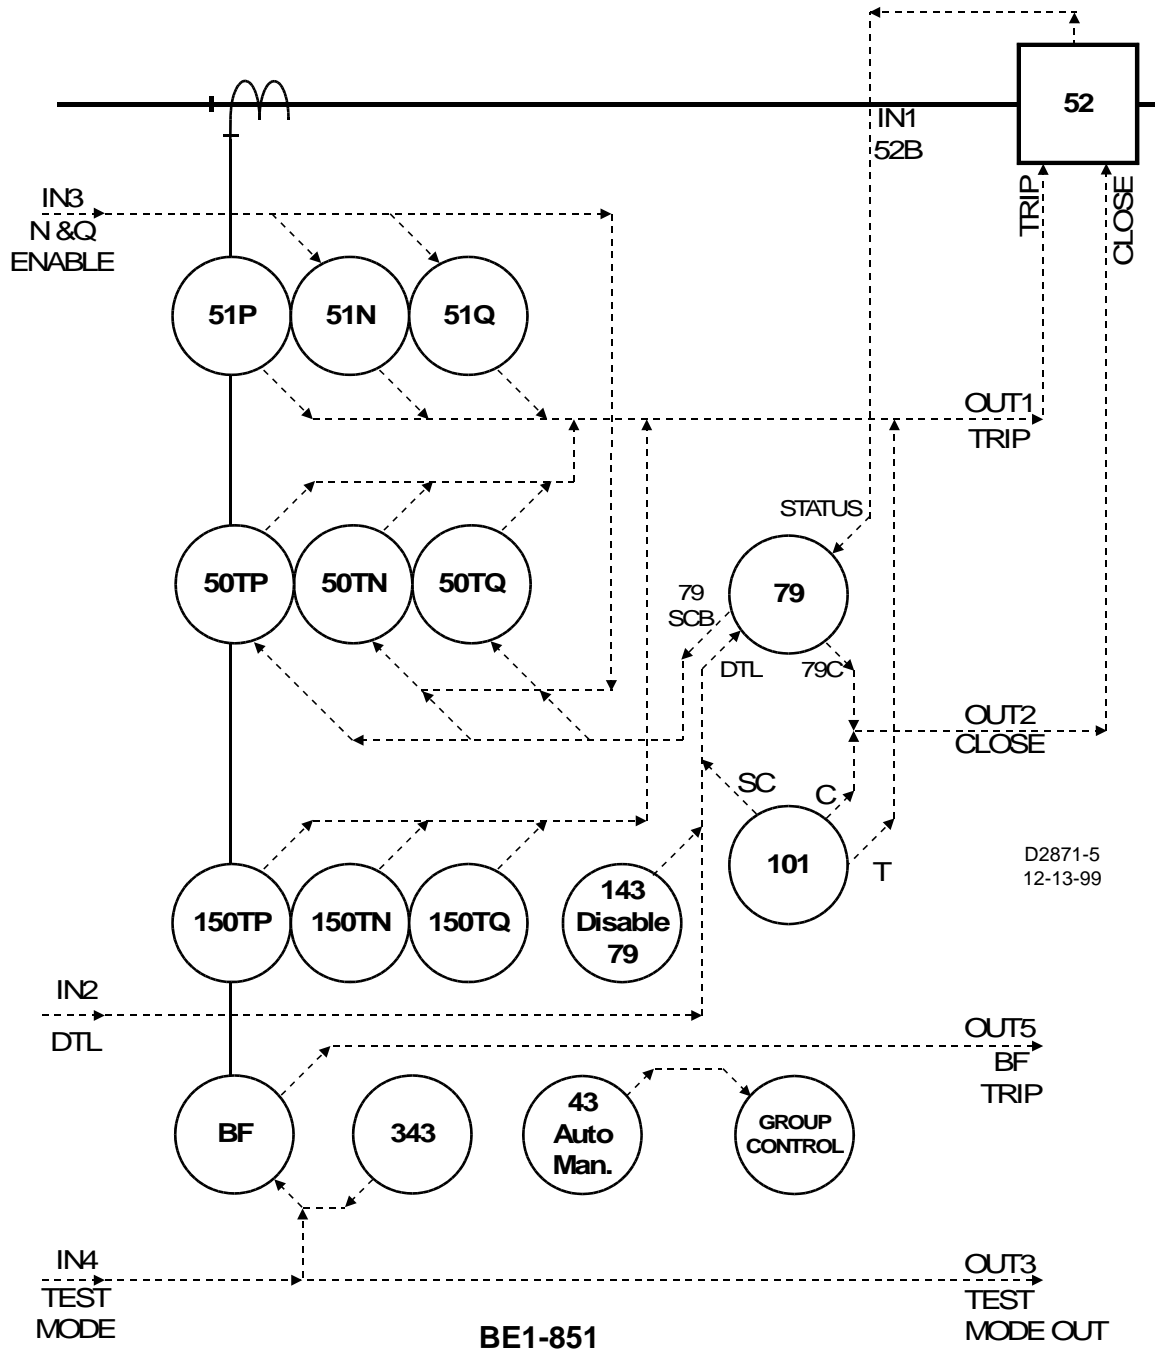 52
IN1
52B
TRIP
CLOSE
IN3
N &Q
ENABLE
51P
51N
51Q
OUT1
TRIP
STATUS
50TP
50TN
50TQ
79
SCB
79
DTL
79C
OUT2
CLOSE
SC
C
101
T
D2871-5
12-13-99
150TP
150TN
150TQ
143
Disable
79
IN2
DTL
OUT5
BF
TRIP
BF
343
43
Auto
Man.
GROUP
CONTROL
IN4
TEST
MODE
OUT3
TEST
MODE OUT
BE1-851